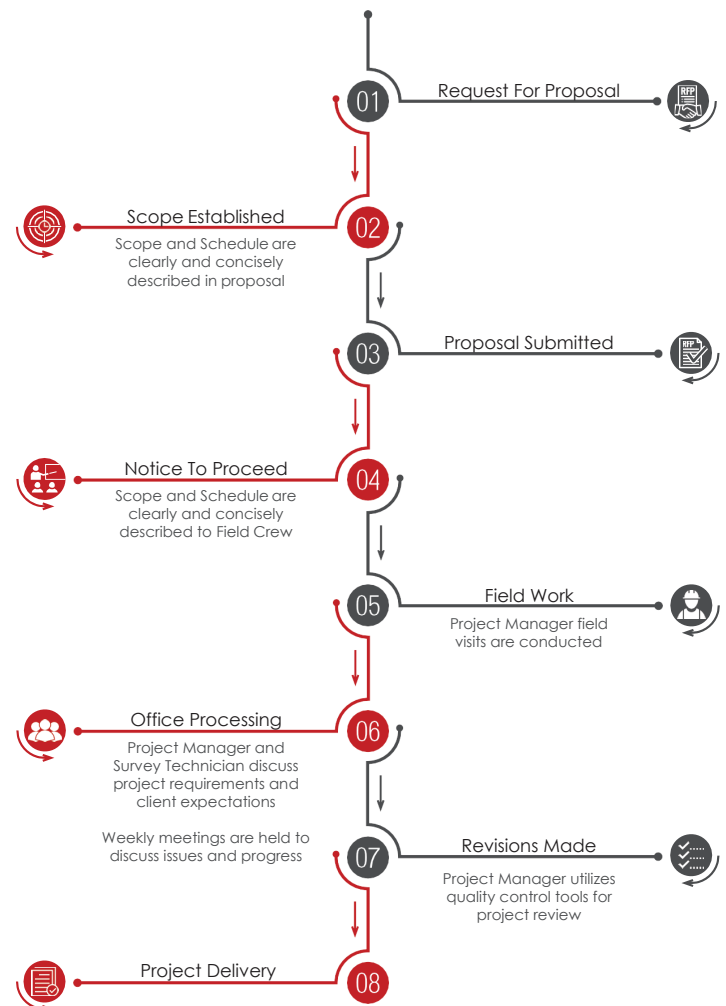 01
Request For Proposal
RFP
Scope Established
02
Scope and Schedule are
clearly and concisely
described in proposal
03
Proposal Submitted
RFP
Notice To Proceed
04
Scope and Schedule are
clearly and concisely
described to Field Crew
05
Field Work
Project Manager field
visits are conducted
Office Processing
06
Project Manager and
Survey Technician discuss
project requirements and
client expectations
Weekly meetings are held to
discuss issues and progress
07
Revisions Made
Project Manager utilizes
quality control tools for
project review
Project Delivery
08